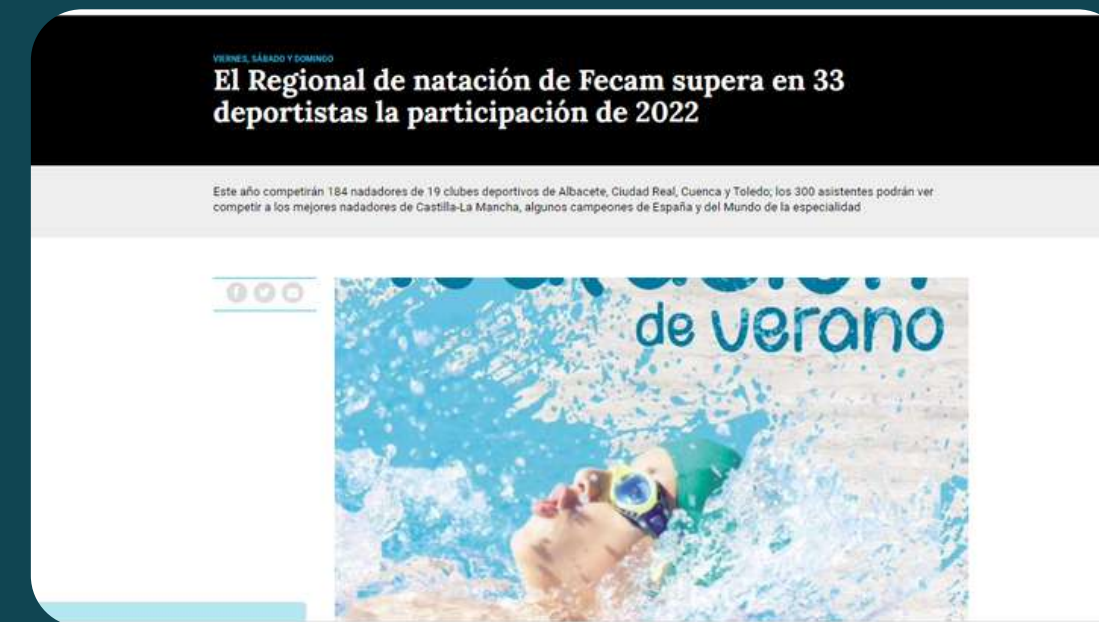 VIERNES, SÁBADO Y DOMINGO
El Regional de natación de Fecam supera en 33
deportistas la participación de 2022
Este año competirán 184 nadadores de 19 clubes deportivos de Albacete, Ciudad Real, Cuenca y Toledo; los 300 asistentes podrán ver
competir a los mejores nadadores de Castilla-La Mancha, algunos campeones de España y del Mundo de la especialidad
de verano